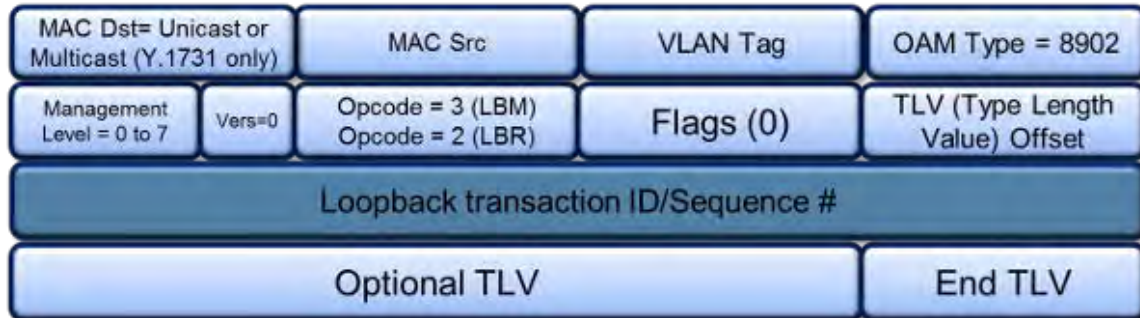 MAC Dst= Unicast or
Multicast (Y.1731 only)
MAC Src
VLAN Tag
OAM Type = 8902
Management
Level = 0 to 7
Vers=0
Opcode = 3 (LBM)
Opcode = 2 (LBR)
Flags (0)
TLV (Type Length
Value) Offset
Loopback transaction ID/Sequence #
Optional TLV
End TLV